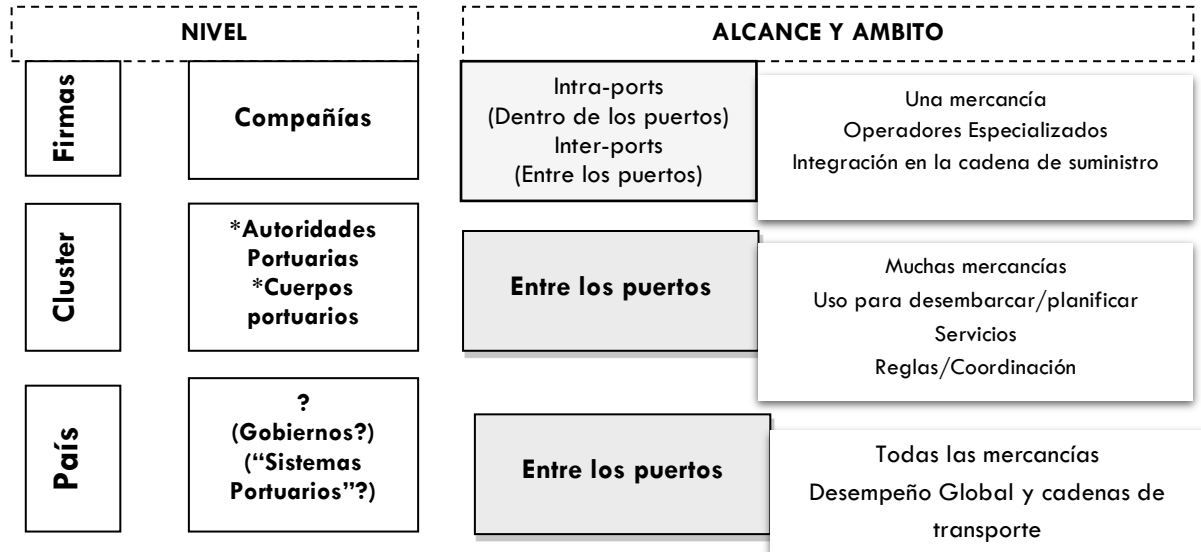 NIVEL
ALCANCE Y AMBITO
Firmas
Compañías
Intra-ports
(Dentro de los puertos)
Inter-ports
(Entre los puertos)
Una mercancía
Operadores Especializados
Integración en la cadena de suministro
Cluster
*Autoridades
Portuarias
*Cuerpos
portuarios
Entre los puertos
Muchas mercancías
Uso para desembarcar/planificar
Servicios
Reglas/Coordinación
País
?
(Gobiernos?)
(“Sistemas
Portuarios”?)
Entre los puertos
Todas las mercancías
Desempeño Global y cadenas de
transporte